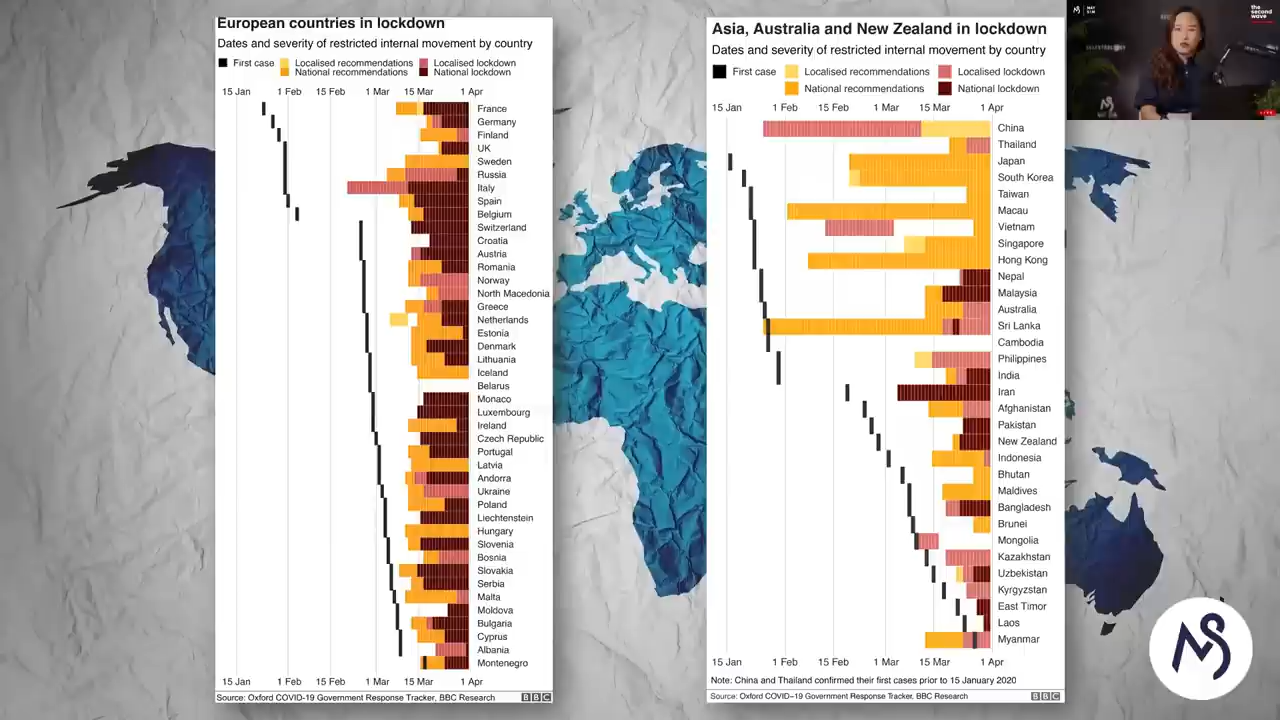 European countries in lockdown
Dates and severity of restricted internal movement by country
First case
Localised recommendations
Localised lockdown
National recommendations
National lockdown
15 Jan
1 Feb
15 Feb
1 Mar
15 Mar
1 Apr
France
Germany
Finland
UK
Sweden
Russia
Italy
Spain
Belgium
Switzerland
Croatia
Austria
Romania
Norway
North Macedonia
Greece
Netherlands
Estonia
Denmark
Lithuania
Iceland
Belarus
Monaco
Luxembourg
Ireland
Czech Republic
Portugal
Latvia
Andorra
Ukraine
Poland
Liechtenstein
Hungary
Slovenia
Bosnia
Slovakia
Serbia
Malta
Moldova
Bulgaria
Cyprus
Albania
Montenegro
15 Jan
1 Feb
15 Feb
1 Mar
15 Mar
1 Apr
Source: Oxford COVID-19 Government Response Tracker, BBC Research
BBC
Asia, Australia and New Zealand in lockdown
Dates and severity of restricted internal movement by country
First case
Localised recommendations
Localised lockdown
National recommendations
National lockdown
15 Jan
1 Feb
15 Feb
1 Mar
15 Mar
1 Apr
China
Thailand
Japan
South Korea
Taiwan
Macau
Vietnam
Singapore
Hong Kong
Nepal
Malaysia
Australia
Sri Lanka
Cambodia
Philippines
India
Iran
Afghanistan
Pakistan
New Zealand
Indonesia
Bhutan
Maldives
Bangladesh
Brunei
Mongolia
Kazakhstan
Uzbekistan
Kyrgyzstan
East Timor
Laos
Myanmar
15 Jan
1 Feb
15 Feb
1 Mar
15 Mar
1 Apr
Note: China and Thailand confirmed their first cases prior to 15 January 2020
Source: Oxford COVID-19 Government Response Tracker, BBC Research
BBC
the
second
wave
LIVE